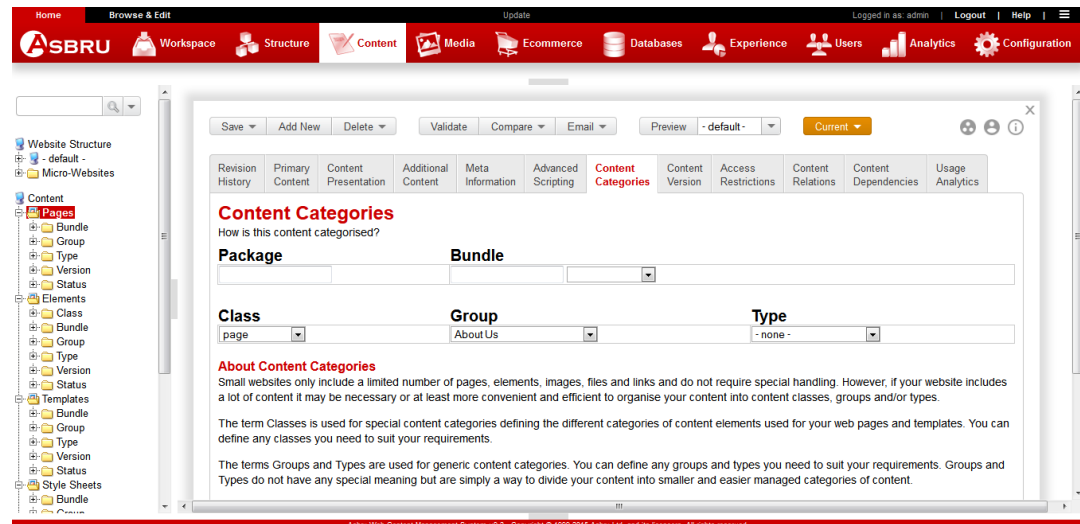 Home Browse & Edit Update Logged in as: admin | Logout | Help |
ASBRU Workspace Structure Content Media Ecommerce Databases Experience Users Analytics Configuration
Save Add New Delete Validate Compare Email Preview - default - Current X
Website Structure
- default -
Micro-Websites
Content
Pages
Bundle
Group
Type
Version
Status
Elements
Class
Bundle
Group
Type
Version
Status
Templates
Bundle
Group
Type
Version
Status
Style Sheets
Bundle
Group
Revision History
Primary Content
Content Presentation
Additional Content
Meta Information
Advanced Scripting
Content Categories
Content Version
Access Restrictions
Content Relations
Content Dependencies
Usage Analytics
Content Categories
How is this content categorised?
Package Bundle
Class Group Type
page About Us - none -
About Content Categories
Small websites only include a limited number of pages, elements, images, files and links and do not require special handling. However, if your website includes
a lot of content it may be necessary or at least more convenient and efficient to organise your content into content classes, groups and/or types.
The term Classes is used for special content categories defining the different categories of content elements used for your web pages and templates. You can
define any classes you need to suit your requirements.
The terms Groups and Types are used for generic content categories. You can define any groups and types you need to suit your requirements. Groups and
Types do not have any special meaning but are simply a way to divide your content into smaller and easier managed categories of content.